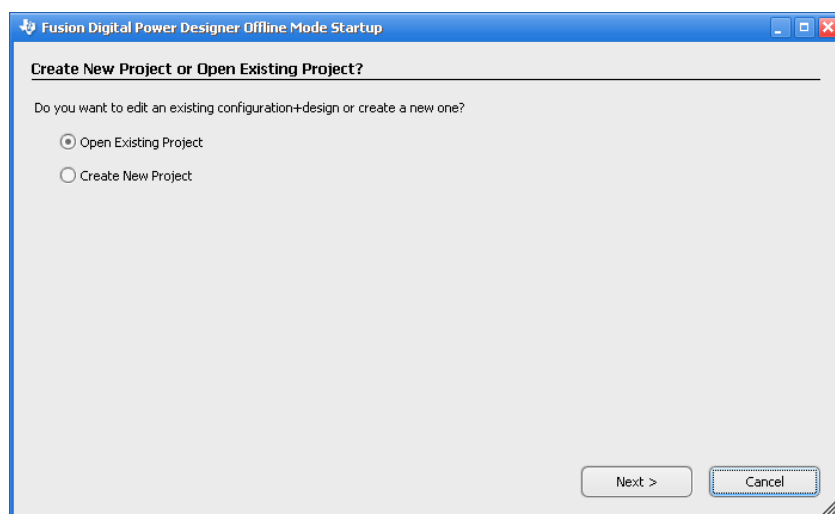 Fusion Digital Power Designer Offline Mode Startup
Create New Project or Open Existing Project?
Do you want to edit an existing configuration+design or create a new one?
Open Existing Project
Create New Project
Next >
Cancel